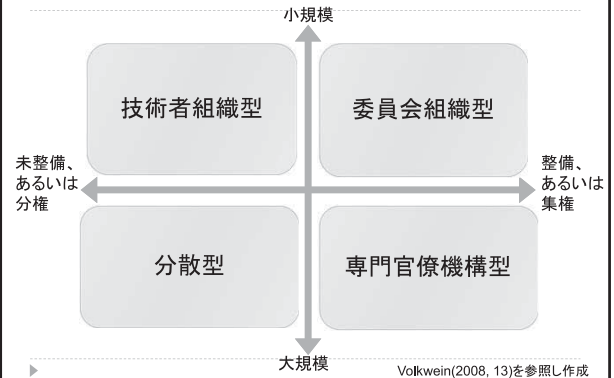 小規模
技術者組織型
委員会組織型
未整備、
あるいは
分権
整備、
あるいは
集権
分散型
専門官僚機構型
大規模
Volkwein(2008, 13)を参照し作成